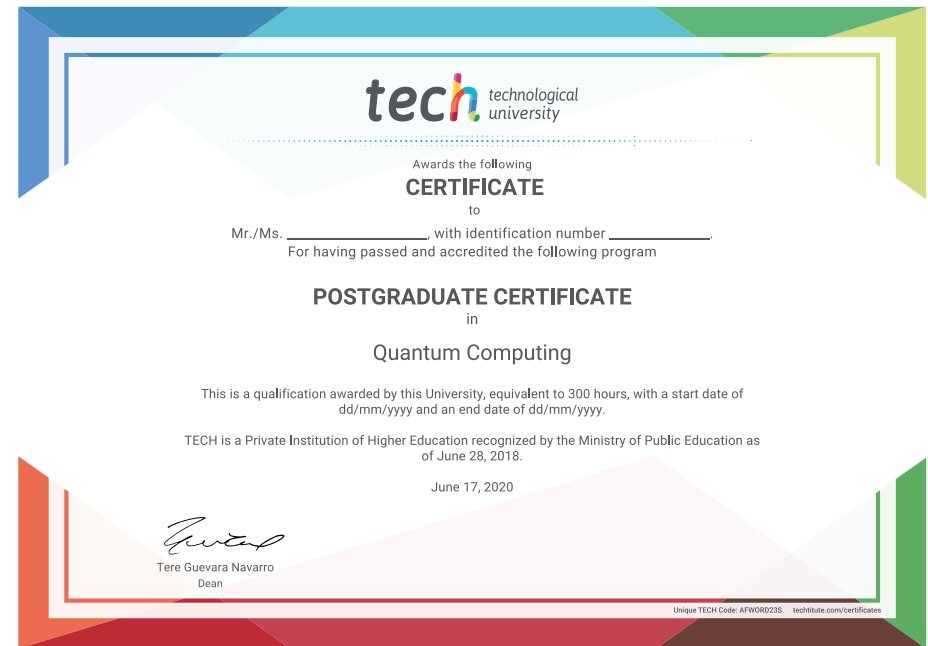 tech technological
university
Awards the following
CERTIFICATE
to
Mr./Ms. ____________________, with identification number ______________.
For having passed and accredited the following program
POSTGRADUATE CERTIFICATE
in
Quantum Computing
This is a qualification awarded by this University, equivalent to 300 hours, with a start date of
dd/mm/yyyy and an end date of dd/mm/yyyy.
TECH is a Private Institution of Higher Education recognized by the Ministry of Public Education as
of June 28, 2018.
June 17, 2020
Tere Guevara Navarro
Dean
Unique TECH Code: AFWORD23S techtitute.com/certificates